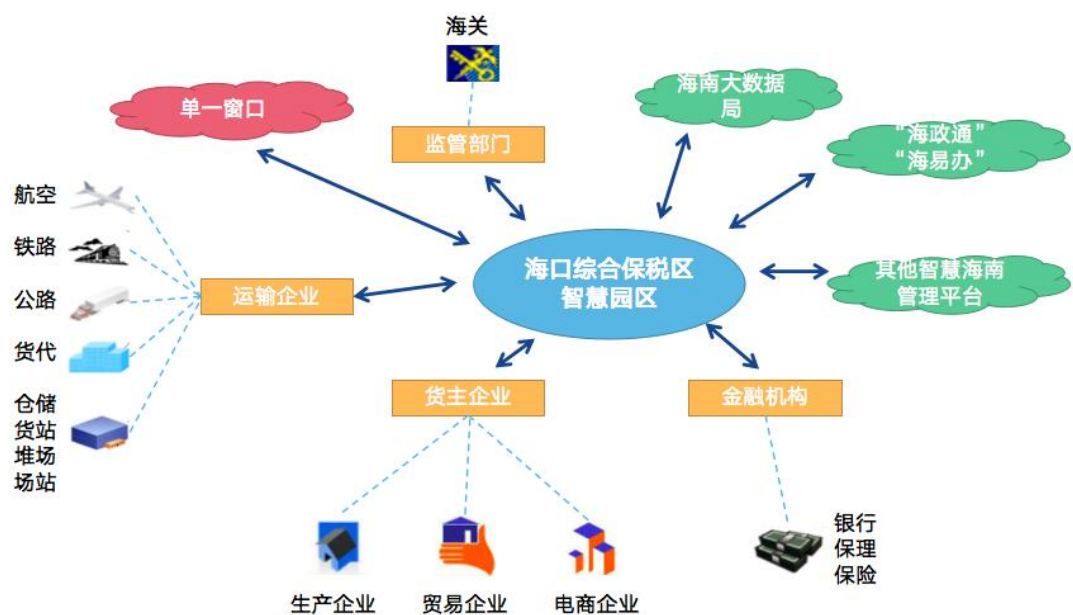 海关
单一窗口
海南大数据
局
监管部门
“海政通”
“海易办”
航空
铁路
公路
货代
仓储
货站
堆场
场站
运输企业
海口综合保税区
智慧园区
其他智慧海南
管理平台
货主企业
金融机构
生产企业
贸易企业
电商企业
银行
保理
保险